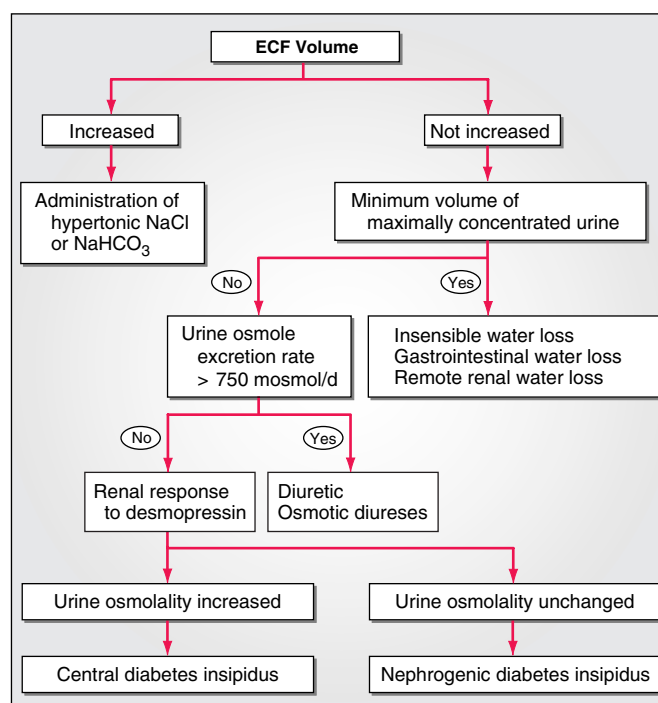 ECF Volume
Increased
Not increased
Administration of
hypertonic NaCl
or NaHCO3
Minimum volume of
maximally concentrated urine
No
Yes
Urine osmole
excretion rate
> 750 mosmol/d
Insensible water loss
Gastrointestinal water loss
Remote renal water loss
No
Yes
Renal response
to desmopressin
Diuretic
Osmotic diureses
Urine osmolality increased
Urine osmolality unchanged
Central diabetes insipidus
Nephrogenic diabetes insipidus